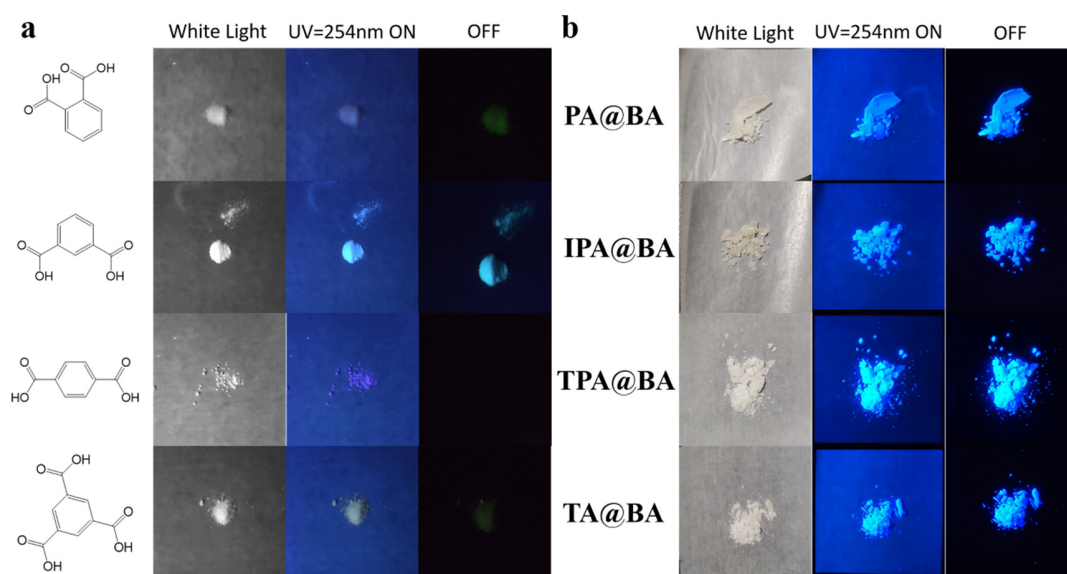 a
White Light UV=254nm ON OFF
O OH
OH O
O O
OH OH
O O
HO OH
O OH
O O
OH OH
b
White Light UV=254nm ON OFF
PA@BA
IPA@BA
TPA@BA
TA@BA